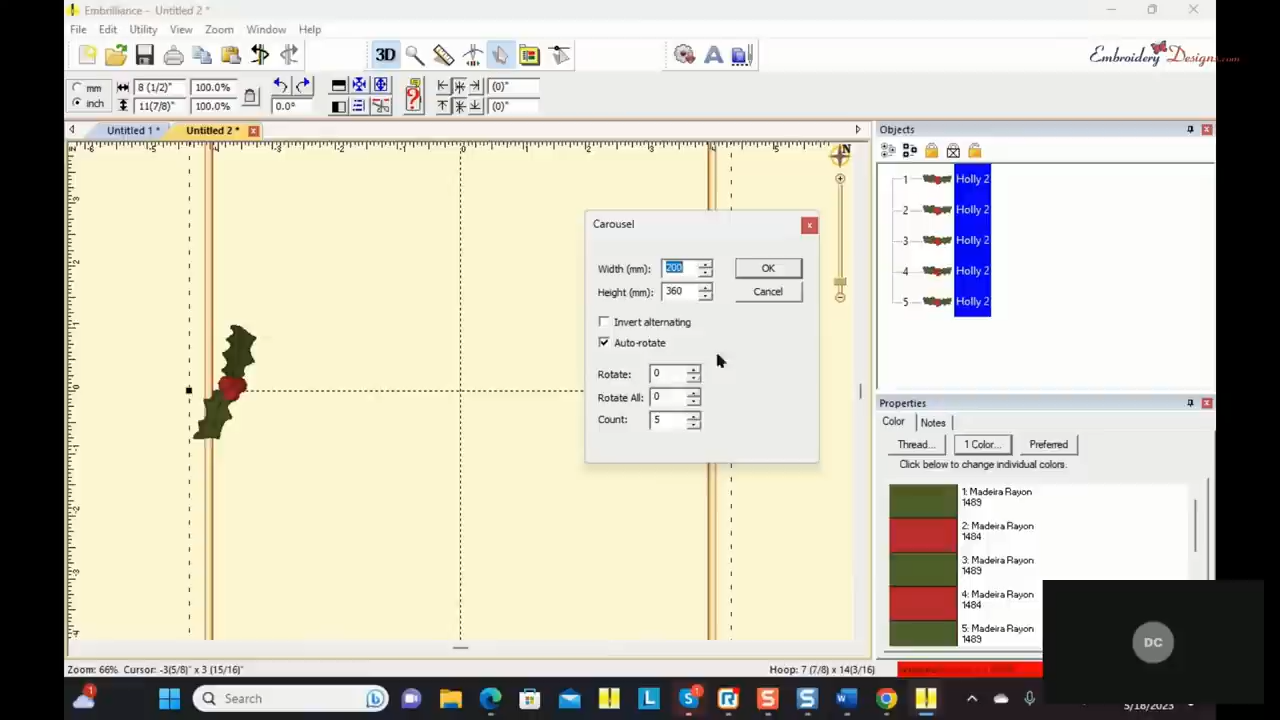 Embrilliance - Untitled 2 *
File Edit Utility View Zoom Window Help
3D
EmbroideryDesigns.com
mm 8 (1/2)" 100.0%
inch 11(7/8)" 100.0% 0.0°
(0)"
(0)"
Untitled 1 * Untitled 2 *
Objects
N
1 Holly 2
2 Holly 2
3 Holly 2
4 Holly 2
5 Holly 2
Carousel
Width (mm): 200 OK
Height (mm): 360 Cancel
Invert alternating
Auto-rotate
Rotate: 0
Rotate All: 0
Count: 5
Properties
Color Notes
Thread... 1 Color... Preferred
Click below to change individual colors.
1: Madeira Rayon
1489
2: Madeira Rayon
1484
3: Madeira Rayon
1489
4: Madeira Rayon
1484
5: Madeira Rayon
1489
DC
Zoom: 66% Cursor: -3(5/8)" x 3 (15/16)" Hoop: 7 (7/8) x 14(3/16)
Search
5/18/2023